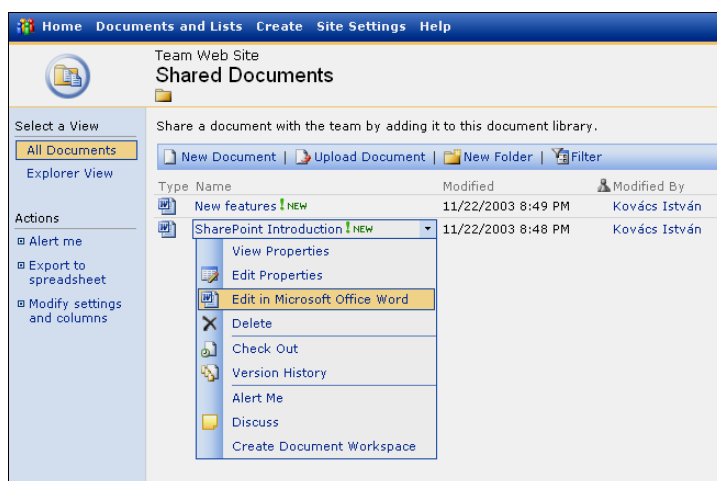 Home Documents and Lists Create Site Settings Help
Team Web Site
Shared Documents
Select a View
All Documents
Explorer View
Actions
Alert me
Export to
spreadsheet
Modify settings
and columns
Share a document with the team by adding it to this document library.
New Document | Upload Document | New Folder | Filter
Type Name Modified Modified By
New features ! NEW 11/22/2003 8:49 PM Kovács István
SharePoint Introduction ! NEW 11/22/2003 8:48 PM Kovács István
View Properties
Edit Properties
Edit in Microsoft Office Word
Delete
Check Out
Version History
Alert Me
Discuss
Create Document Workspace